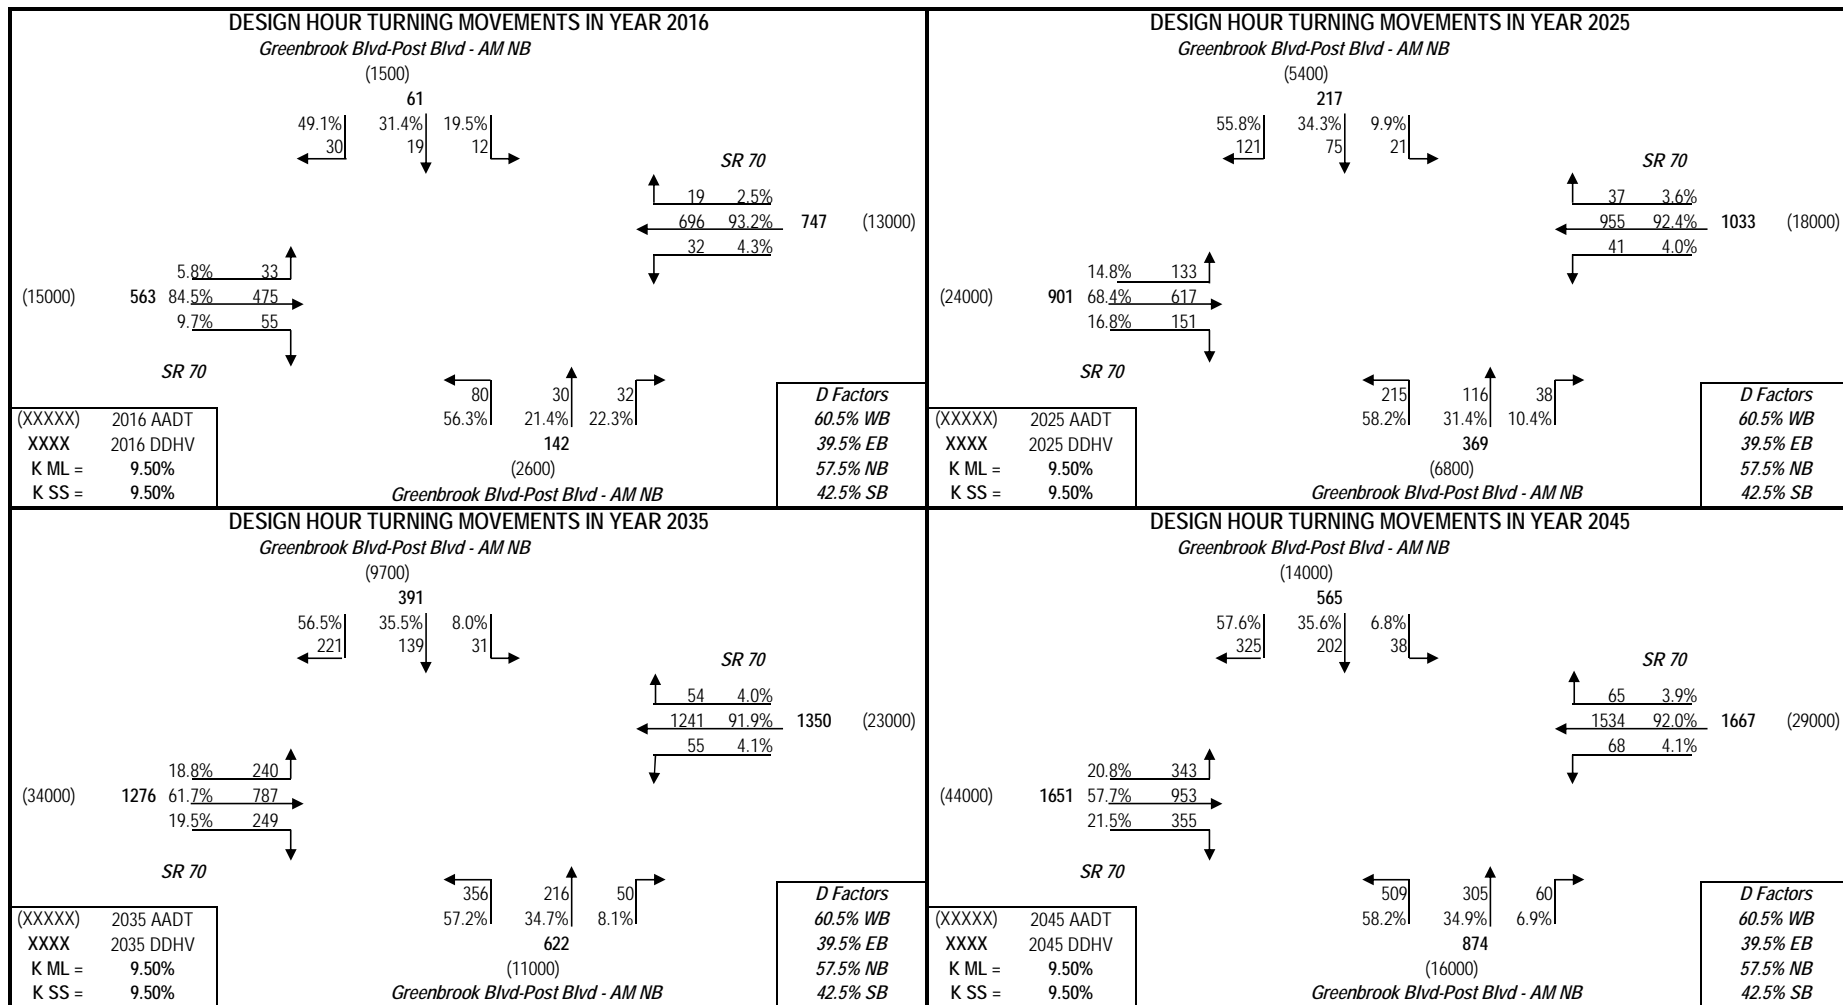 DESIGN HOUR TURNING MOVEMENTS IN YEAR 2016
Greenbrook Blvd-Post Blvd - AM NB
(1500)
61
49.1% 31.4% 19.5%
30 19 12
SR 70
19 2.5%
696 93.2% 747 (13000)
32 4.3%
5.8% 33
(15000) 563 84.5% 475
9.7% 55
SR 70
80 30 32
56.3% 21.4% 22.3%
142
(2600)
Greenbrook Blvd-Post Blvd - AM NB
(XXXXX) 2016 AADT
XXXX 2016 DDHV
K ML = 9.50%
K SS = 9.50%
D Factors
60.5% WB
39.5% EB
57.5% NB
42.5% SB
DESIGN HOUR TURNING MOVEMENTS IN YEAR 2025
Greenbrook Blvd-Post Blvd - AM NB
(5400)
217
55.8% 34.3% 9.9%
121 75 21
SR 70
37 3.6%
955 92.4% 1033 (18000)
41 4.0%
14.8% 133
(24000) 901 68.4% 617
16.8% 151
SR 70
215 116 38
58.2% 31.4% 10.4%
369
(6800)
Greenbrook Blvd-Post Blvd - AM NB
(XXXXX) 2025 AADT
XXXX 2025 DDHV
K ML = 9.50%
K SS = 9.50%
D Factors
60.5% WB
39.5% EB
57.5% NB
42.5% SB
DESIGN HOUR TURNING MOVEMENTS IN YEAR 2035
Greenbrook Blvd-Post Blvd - AM NB
(9700)
391
56.5% 35.5% 8.0%
221 139 31
SR 70
54 4.0%
1241 91.9% 1350 (23000)
55 4.1%
18.8% 240
(34000) 1276 61.7% 787
19.5% 249
SR 70
356 216 50
57.2% 34.7% 8.1%
622
(11000)
Greenbrook Blvd-Post Blvd - AM NB
(XXXXX) 2035 AADT
XXXX 2035 DDHV
K ML = 9.50%
K SS = 9.50%
D Factors
60.5% WB
39.5% EB
57.5% NB
42.5% SB
DESIGN HOUR TURNING MOVEMENTS IN YEAR 2045
Greenbrook Blvd-Post Blvd - AM NB
(14000)
565
57.6% 35.6% 6.8%
325 202 38
SR 70
65 3.9%
1534 92.0% 1667 (29000)
68 4.1%
20.8% 343
(44000) 1651 57.7% 953
21.5% 355
SR 70
509 305 60
58.2% 34.9% 6.9%
874
(16000)
Greenbrook Blvd-Post Blvd - AM NB
(XXXXX) 2045 AADT
XXXX 2045 DDHV
K ML = 9.50%
K SS = 9.50%
D Factors
60.5% WB
39.5% EB
57.5% NB
42.5% SB